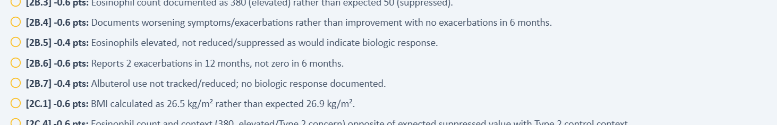 [2B.3] -0.6 pts: Eosinophil count documented as 380 (elevated) rather than expected 50 (suppressed).
[2B.4] -0.6 pts: Documents worsening symptoms/exacerbations rather than improvement with no exacerbations in 6 months.
[2B.5] -0.4 pts: Eosinophils elevated, not reduced/suppressed as would indicate biologic response.
[2B.6] -0.6 pts: Reports 2 exacerbations in 12 months, not zero in 6 months.
[2B.7] -0.4 pts: Albuterol use not tracked/reduced; no biologic response documented.
[2C.1] -0.6 pts: BMI calculated as 26.5 kg/m² rather than expected 26.9 kg/m².
[2C.4] -0.6 pts: Eosinophil count and context (380, elevated/Type 2 concern) opposite of expected suppressed value with Type 2 control context.